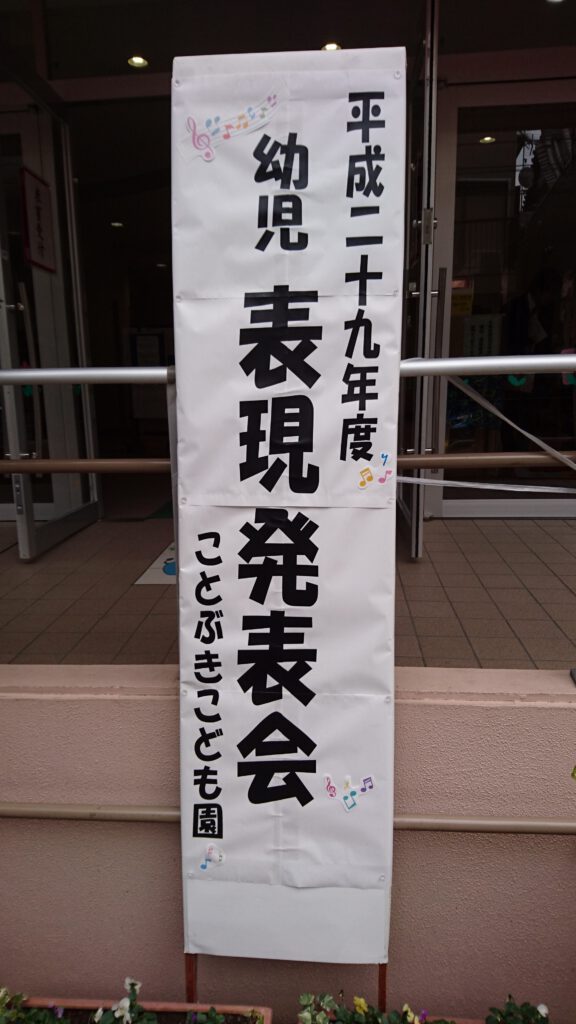 平成二十九年度
幼児 表現発表会
ことぶきこども園